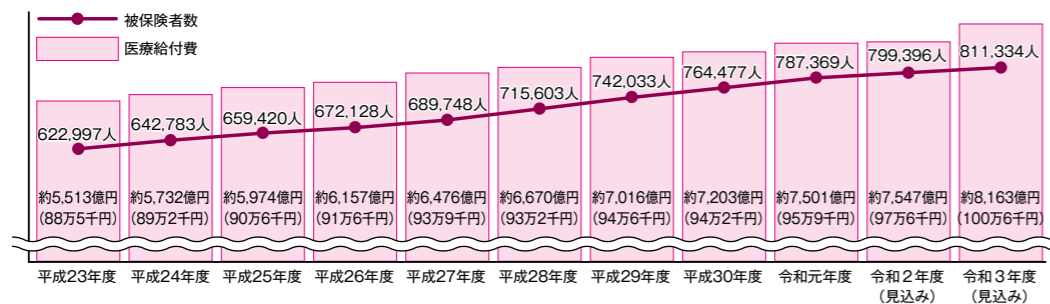 被保険者数
医療給付費
622,997人
642,783人
659,420人
672,128人
689,748人
715,603人
742,033人
764,477人
787,369人
799,396人
811,334人
約5,513億円
(88万5千円)
約5,732億円
(89万2千円)
約5,974億円
(90万6千円)
約6,157億円
(91万6千円)
約6,476億円
(93万9千円)
約6,670億円
(93万2千円)
約7,016億円
(94万6千円)
約7,203億円
(94万2千円)
約7,501億円
(95万9千円)
約7,547億円
(97万6千円)
約8,163億円
(100万6千円)
平成23年度
平成24年度
平成25年度
平成26年度
平成27年度
平成28年度
平成29年度
平成30年度
令和元年度
令和2年度
(見込み)
令和3年度
(見込み)